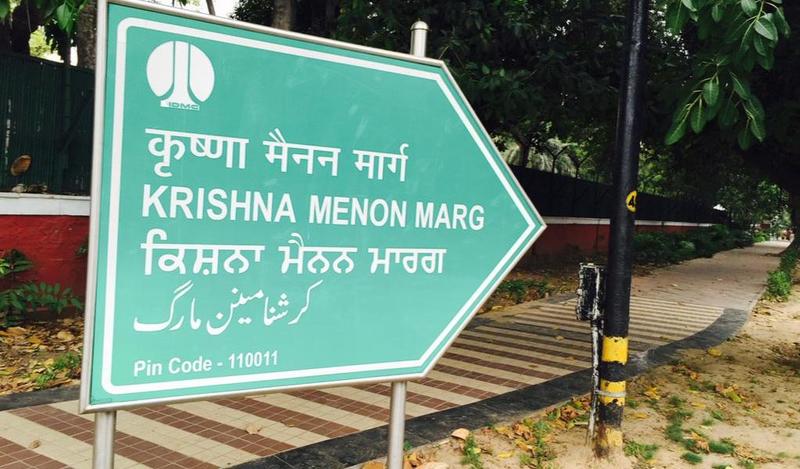 NDMC
कृष्णा मैनन मार्ग
KRISHNA MENON MARG
ਕਿਸ਼ਨਾ ਮੈਨਨ ਮਾਰਗ
کرشنا مینن مارگ
Pin Code - 110011